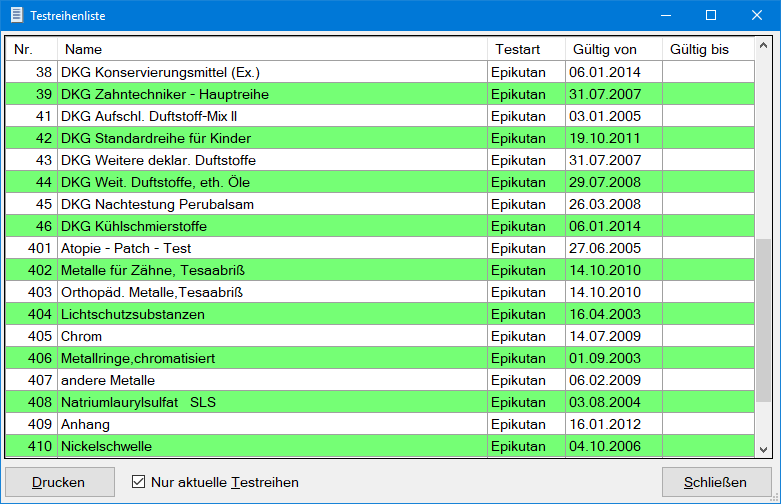 Testreihenliste
Nr. Name Testart Gültig von Gültig bis
38 DKG Konservierungsmittel (Ex.) Epikutan 06.01.2014
39 DKG Zahntechniker - Hauptreihe Epikutan 31.07.2007
41 DKG Aufschl. Duftstoff-Mix II Epikutan 03.01.2005
42 DKG Standardreihe für Kinder Epikutan 19.10.2011
43 DKG Weitere deklar. Duftstoffe Epikutan 31.07.2007
44 DKG Weit. Duftstoffe, eth. Öle Epikutan 29.07.2008
45 DKG Nachtestung Perubalsam Epikutan 26.03.2008
46 DKG Kühlschmierstoffe Epikutan 06.01.2014
401 Atopie - Patch - Test Epikutan 27.06.2005
402 Metalle für Zähne, Tesaabriß Epikutan 14.10.2010
403 Orthopäd. Metalle,Tesaabriß Epikutan 14.10.2010
404 Lichtschutzsubstanzen Epikutan 16.04.2003
405 Chrom Epikutan 14.07.2009
406 Metallringe,chromatisiert Epikutan 01.09.2003
407 andere Metalle Epikutan 06.02.2009
408 Natriumlaurylsulfat   SLS Epikutan 03.08.2004
409 Anhang Epikutan 16.01.2012
410 Nickelschwelle Epikutan 04.10.2006
Drucken Nur aktuelle Testreihen Schließen